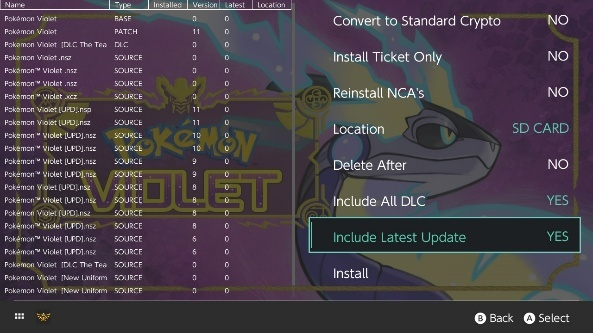 Name Type Installed Version Latest Location
Pokémon Violet BASE 0 0
Pokémon Violet PATCH 11 0
Pokémon Violet [DLC The Tea DLC 0 0
Pokémon Violet .nsz SOURCE 0 0
Pokémon™ Violet .nsz SOURCE 0 0
Pokémon™ Violet .nsz SOURCE 0 0
Pokémon™ Violet .xcz SOURCE 0 0
Pokémon Violet [UPD].nsp SOURCE 11 0
Pokémon Violet [UPD].nsz SOURCE 11 0
Pokémon™ Violet [UPD].nsz SOURCE 10 0
Pokémon™ Violet [UPD].nsz SOURCE 10 0
Pokémon™ Violet [UPD].nsz SOURCE 9 0
Pokémon™ Violet [UPD].nsz SOURCE 9 0
Pokémon Violet [UPD].nsz SOURCE 8 0
Pokémon™ Violet [UPD].nsz SOURCE 8 0
Pokémon Violet [UPD].nsz SOURCE 8 0
Pokémon™ Violet [UPD].nsz SOURCE 8 0
Pokémon™ Violet [UPD].nsz SOURCE 6 0
Pokémon™ Violet [UPD].nsz SOURCE 6 0
Pokémon Violet [DLC The Tea SOURCE 0 0
Pokémon Violet [New Uniform SOURCE 0 0
Pokémon Violet [New Uniform SOURCE 0 0
POKÉMON
VIOLET
Convert to Standard Crypto NO
Install Ticket Only NO
Reinstall NCA's NO
Location SD CARD
Delete After NO
Include All DLC YES
Include Latest Update YES
Install
B Back A Select